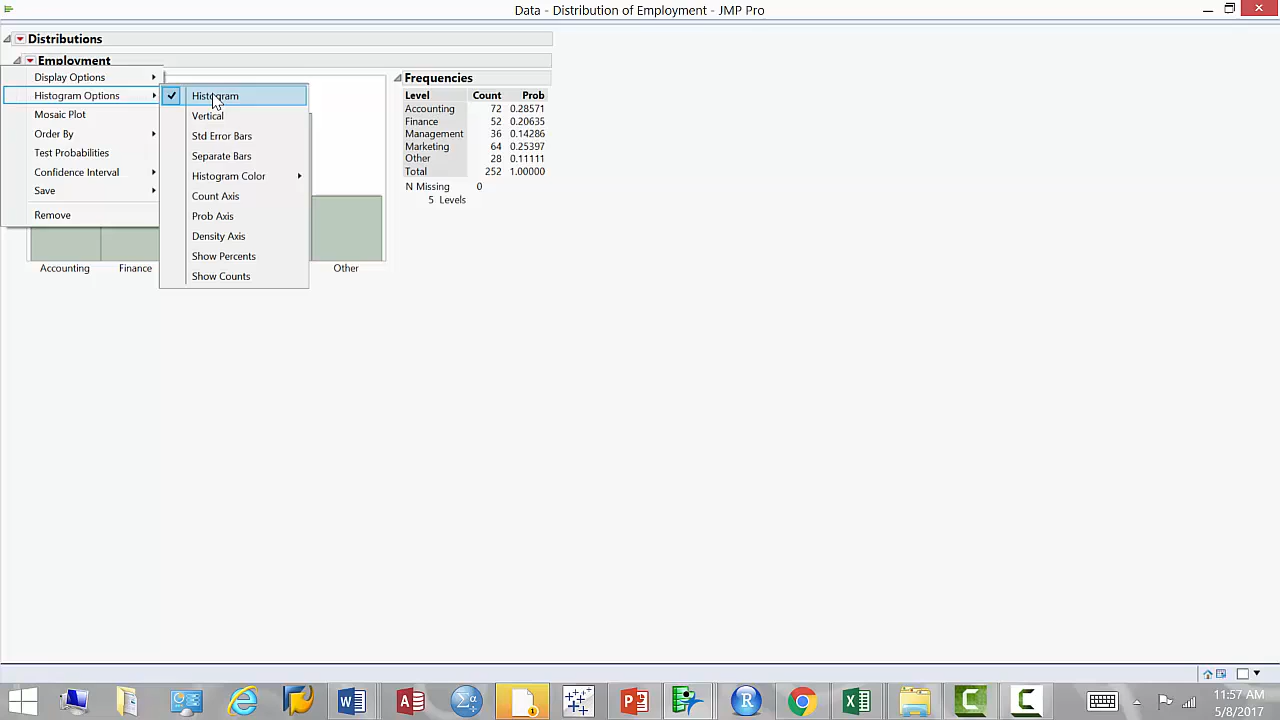 Data - Distribution of Employment - JMP Pro
Distributions
Employment
Display Options
Histogram Options
Mosaic Plot
Order By
Test Probabilities
Confidence Interval
Save
Remove
Histogram
Vertical
Std Error Bars
Separate Bars
Histogram Color
Count Axis
Prob Axis
Density Axis
Show Percents
Show Counts
Accounting Finance Other
Frequencies
Level Count Prob
Accounting 72 0.28571
Finance 52 0.20635
Management 36 0.14286
Marketing 64 0.25397
Other 28 0.11111
Total 252 1.00000
N Missing 0
5 Levels
11:57 AM
5/8/2017